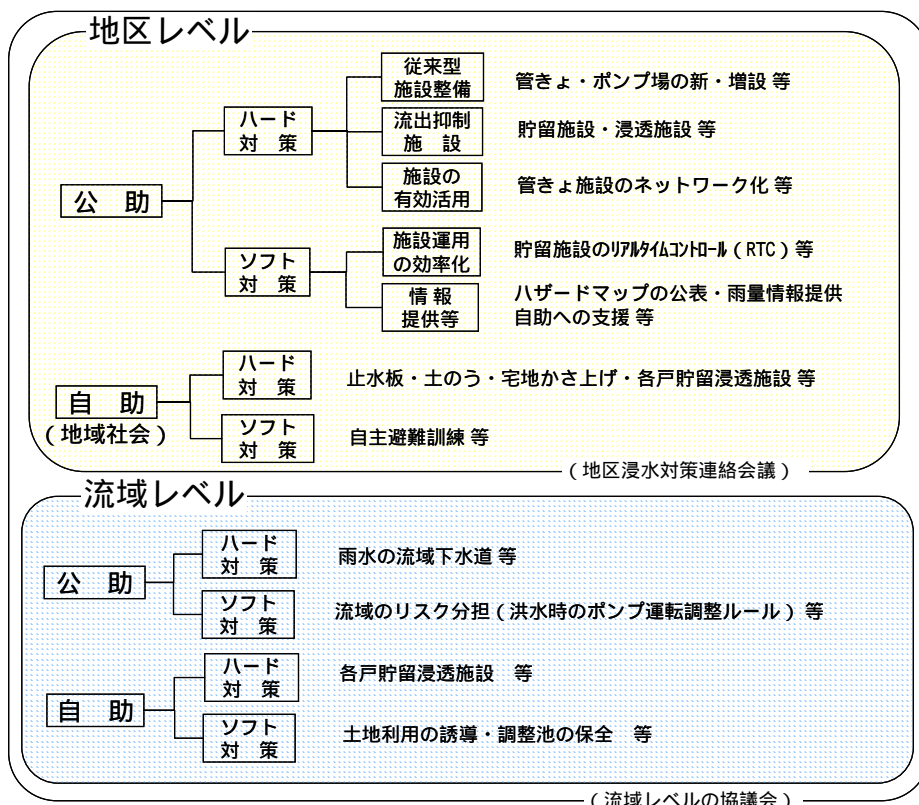 地区レベル
公　助
ハード
対　策
従来型
施設整備
管きょ・ポンプ場の新・増設 等
流出抑制
施　設
貯留施設・浸透施設 等
施設の
有効活用
管きょ施設のネットワーク化 等
ソフト
対　策
施設運用
の効率化
貯留施設のﾘｱﾙﾀｲﾑｺﾝﾄﾛｰﾙ（RTC）等
情 報
提供等
ハザードマップの公表・雨量情報提供
自助への支援 等
自　助
（地域社会）
ハード
対　策
止水板・土のう・宅地かさ上げ・各戸貯留浸透施設 等
ソフト
対　策
自主避難訓練 等
（地区浸水対策連絡会議）
流域レベル
公　助
ハード
対　策
雨水の流域下水道 等
ソフト
対　策
流域のリスク分担（洪水時のポンプ運転調整ルール）等
自　助
ハード
対　策
各戸貯留浸透施設　等
ソフト
対　策
土地利用の誘導・調整池の保全　等
（流域レベルの協議会）